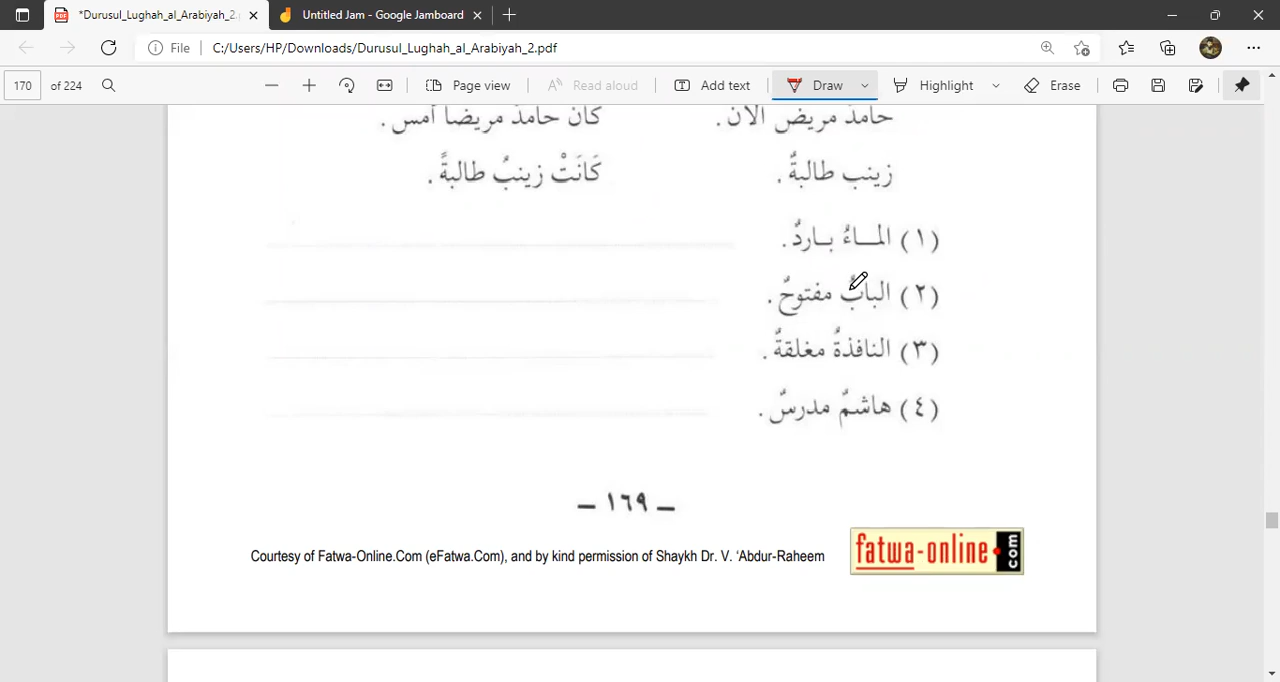 *Durusul_Lughah_al_Arabiyah_2.
Untitled Jam - Google Jamboard
File C:/Users/HP/Downloads/Durusul_Lughah_al_Arabiyah_2.pdf
170 of 224 Page view Read aloud Add text Draw Highlight Erase
حامدٌ مريض الآن . كان حامدٌ مريضا أمس .
زينب طالبةٌ . كَانَتْ زينبُ طالبةً .
(١) المــاءُ بـاردٌ .
(٢) البابُ مفتوحٌ .
(٣) النافذةُ مغلقةٌ .
(٤) هاشمٌ مدرسٌ .
– ١٦٩ –
Courtesy of Fatwa-Online.Com (eFatwa.Com), and by kind permission of Shaykh Dr. V. ‘Abdur-Raheem
fatwa-online.com